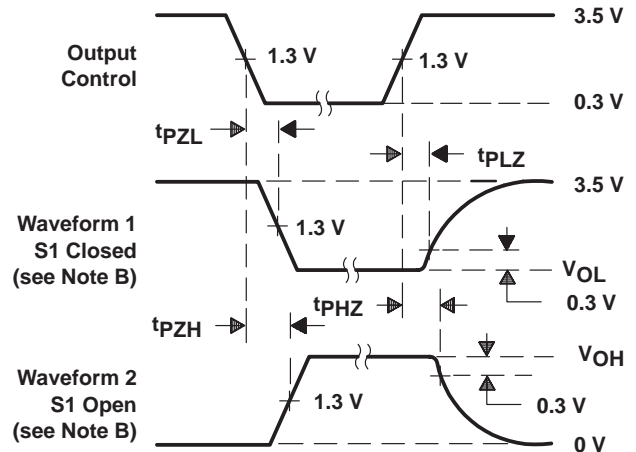 3.5 V
Output
Control
1.3 V
1.3 V
0.3 V
tPZL
tPLZ
3.5 V
Waveform 1
S1 Closed
(see Note B)
1.3 V
VOL
0.3 V
tPHZ
tPZH
VOH
Waveform 2
S1 Open
(see Note B)
1.3 V
0.3 V
0 V